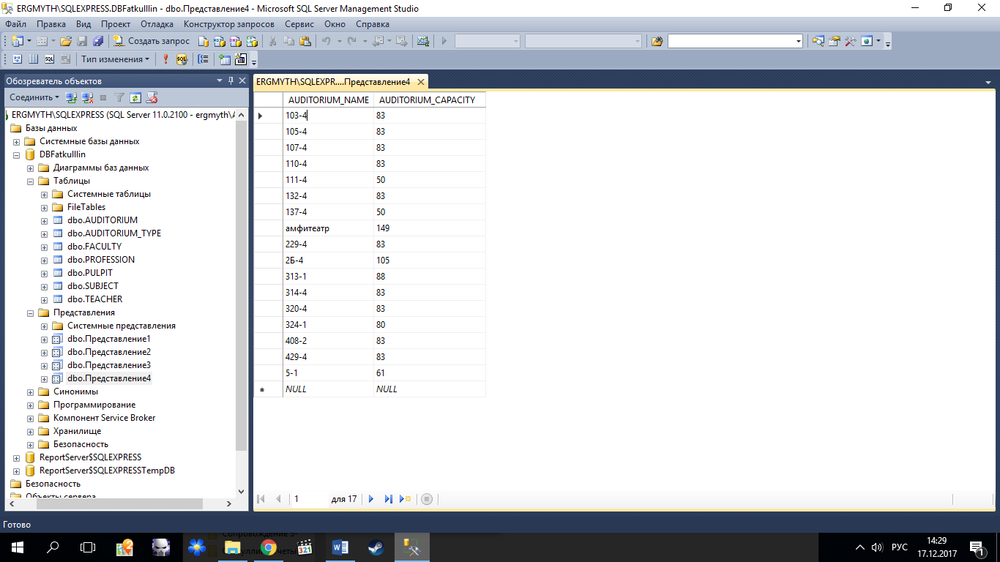 ERGMYTH\SQLEXPRESS.DBFatkulllin - dbo.Представление4 - Microsoft SQL Server Management Studio
Файл Правка Вид Проект Отладка Конструктор запросов Сервис Окно Справка
Создать запрос
Тип изменения
Обозреватель объектов
Соединить
ERGMYTH\SQLEXPRESS (SQL Server 11.0.2100 - ergmyth\A
Базы данных
Системные базы данных
DBFatkulllin
Диаграммы баз данных
Таблицы
Системные таблицы
FileTables
dbo.AUDITORIUM
dbo.AUDITORIUM_TYPE
dbo.FACULTY
dbo.PROFESSION
dbo.PULPIT
dbo.SUBJECT
dbo.TEACHER
Представления
Системные представления
dbo.Представление1
dbo.Представление2
dbo.Представление3
dbo.Представление4
Синонимы
Программирование
Компонент Service Broker
Хранилище
Безопасность
ReportServer$SQLEXPRESS
ReportServer$SQLEXPRESSTempDB
Безопасность
Объекты сервера
ERGMYTH\SQLEXPR....Представление4
AUDITORIUM_NAME AUDITORIUM_CAPACITY
103-4 83
105-4 83
107-4 83
110-4 83
111-4 50
132-4 83
137-4 50
амфитеатр 149
229-4 83
2Б-4 105
313-1 88
314-4 83
320-4 83
324-1 80
408-2 83
429-4 83
5-1 61
NULL NULL
1 для 17
Готово
321
РУС
14:29
17.12.2017
1